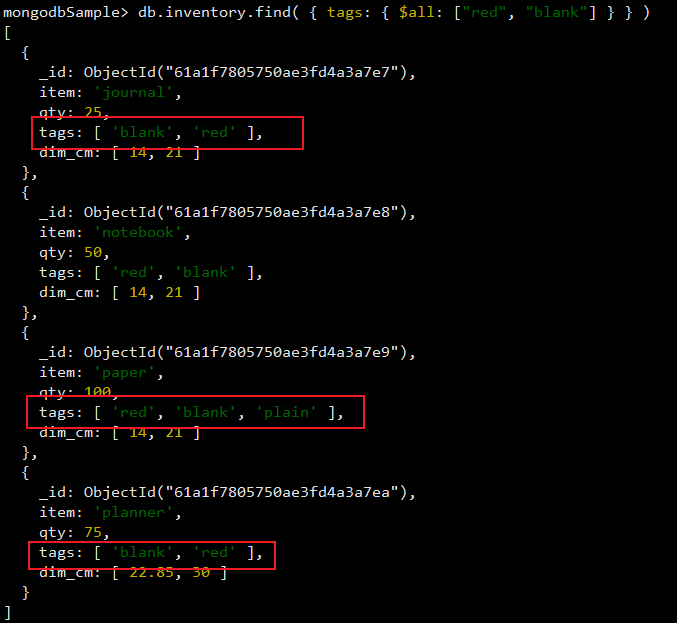 mongodbSample> db.inventory.find( { tags: { $all: ["red", "blank"] } } )
[
  {
    _id: ObjectId("61a1f7805750ae3fd4a3a7e7"),
    item: 'journal',
    qty: 25,
    tags: [ 'blank', 'red' ],
    dim_cm: [ 14, 21 ]
  },
  {
    _id: ObjectId("61a1f7805750ae3fd4a3a7e8"),
    item: 'notebook',
    qty: 50,
    tags: [ 'red', 'blank' ],
    dim_cm: [ 14, 21 ]
  },
  {
    _id: ObjectId("61a1f7805750ae3fd4a3a7e9"),
    item: 'paper',
    qty: 100,
    tags: [ 'red', 'blank', 'plain' ],
    dim_cm: [ 14, 21 ]
  },
  {
    _id: ObjectId("61a1f7805750ae3fd4a3a7ea"),
    item: 'planner',
    qty: 75,
    tags: [ 'blank', 'red' ],
    dim_cm: [ 22.85, 30 ]
  }
]